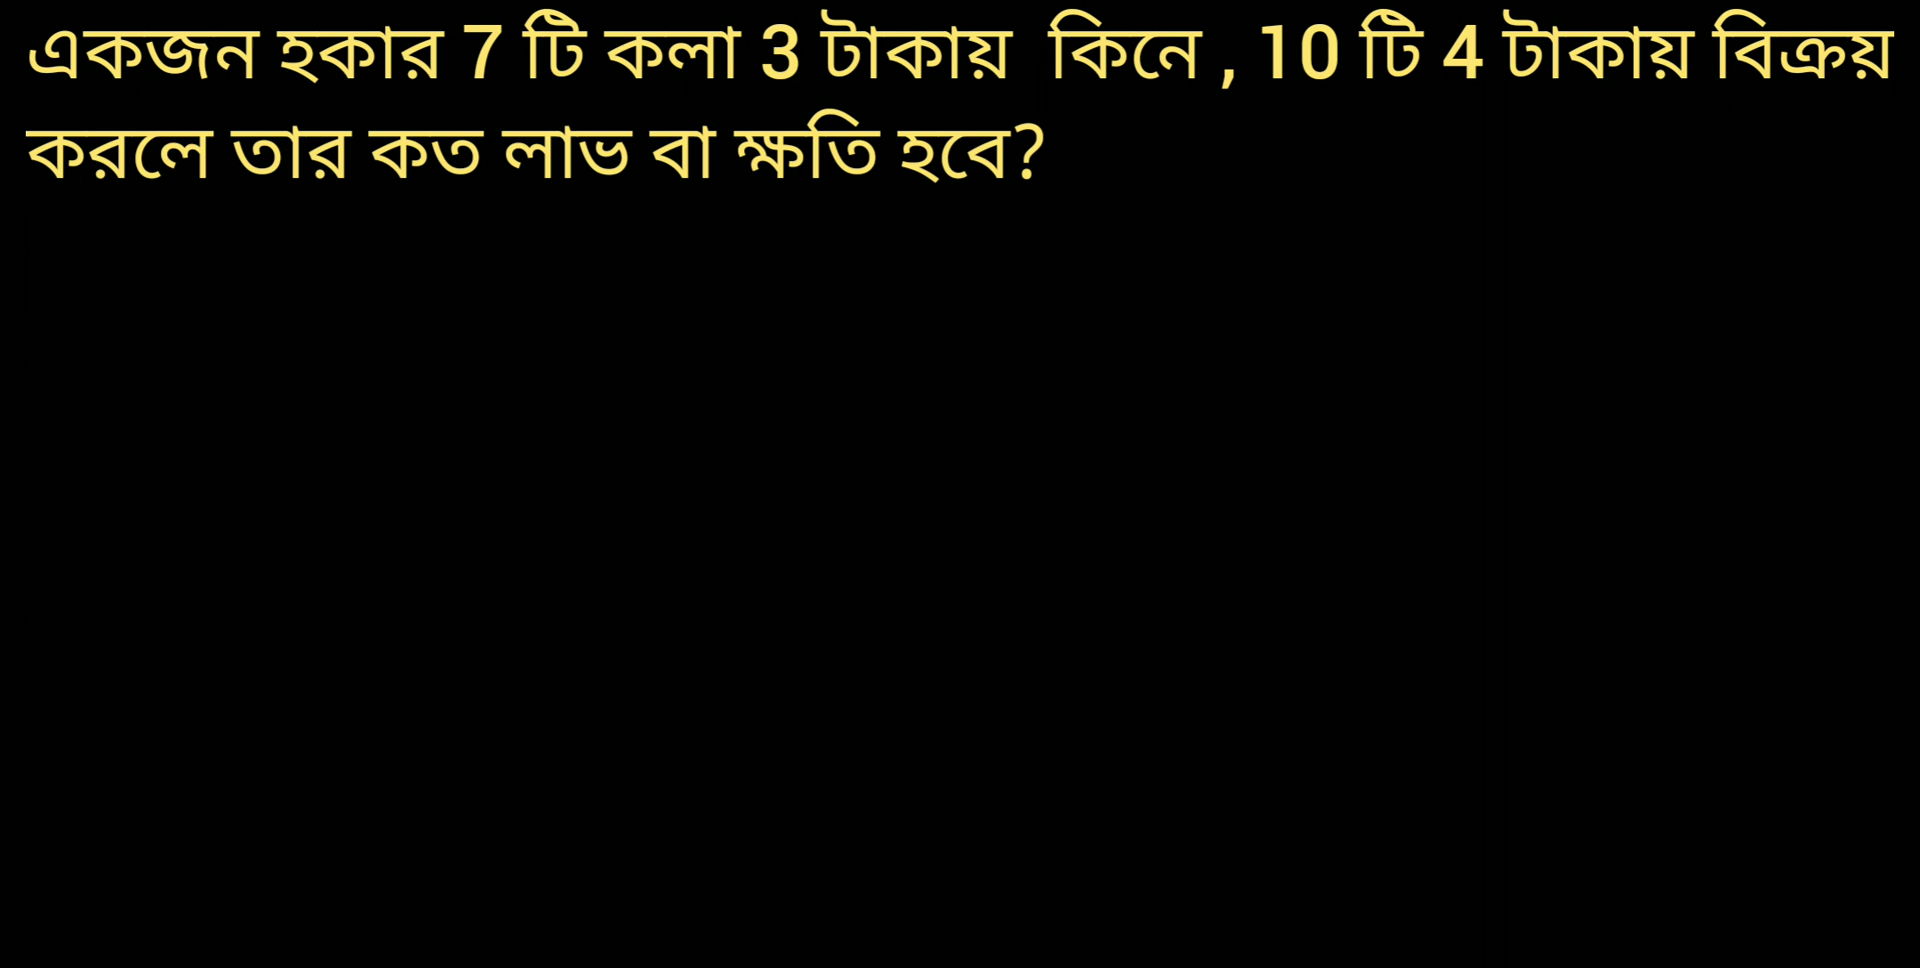 একজন হকার 7 টি কলা 3 টাকায় কিনে , 10 টি 4 টাকায় বিক্রয়
করলে তার কত লাভ বা ক্ষতি হবে?